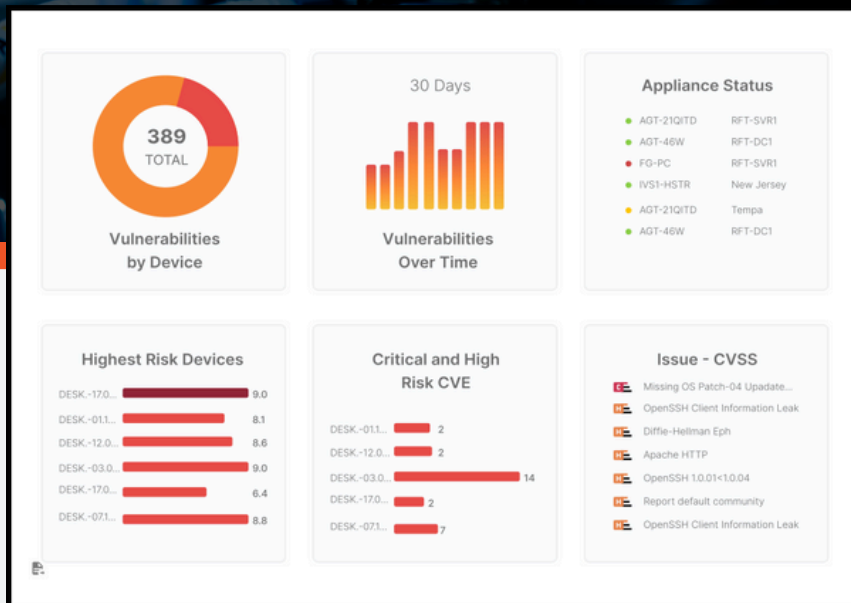 389
TOTAL
Vulnerabilities
by Device
30 Days
Vulnerabilities
Over Time
Appliance Status
AGT-21QITD RFT-SVR1
AGT-46W RFT-DC1
FG-PC RFT-SVR1
IVS1-HSTR New Jersey
AGT-21QITD Tempa
AGT-46W RFT-DC1
Highest Risk Devices
DESK.-17.0... 9.0
DESK.-01.1... 8.1
DESK.-12.0... 8.6
DESK.-03.0... 9.0
DESK.-17.0... 6.4
DESK.-07.1... 8.8
Critical and High
Risk CVE
DESK.-01.1... 2
DESK.-12.0... 2
DESK.-03.0... 14
DESK.-17.0... 2
DESK.-07.1... 7
Issue - CVSS
C Missing OS Patch-04 Upadate...
H OpenSSH Client Information Leak
H Diffie-Hellman Eph
H Apache HTTP
H OpenSSH 1.0.01<1.0.04
H Report default community
H OpenSSH Client Information Leak